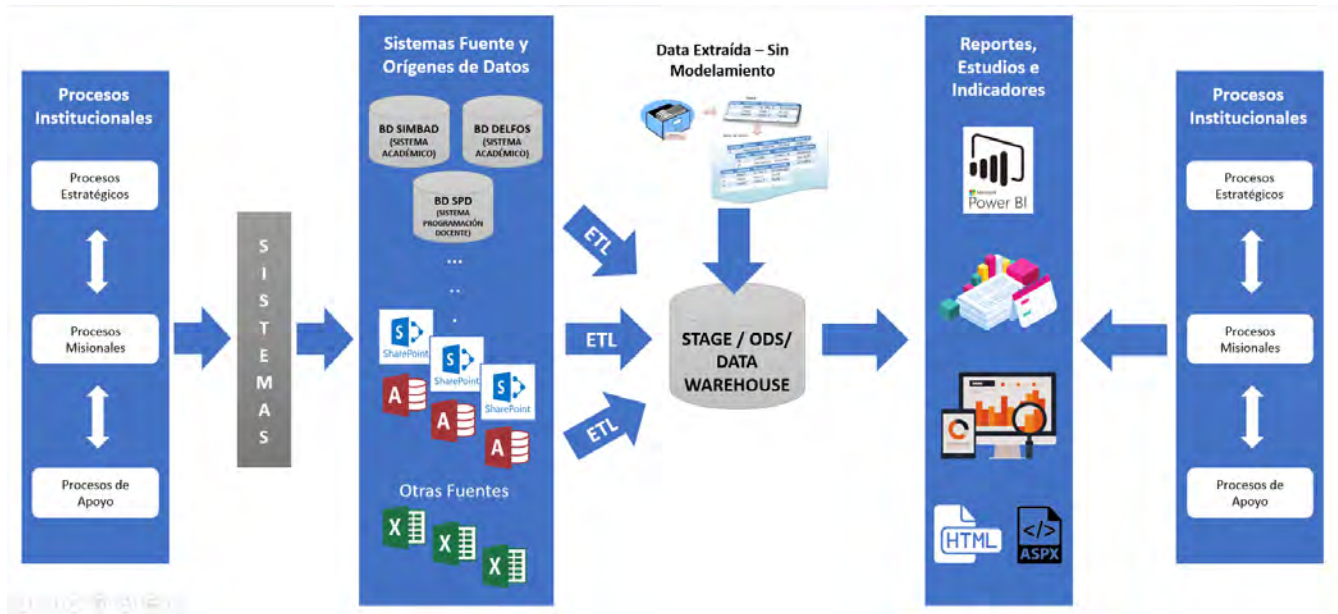 Procesos
Institucionales
Procesos
Estratégicos
Procesos
Misionales
Procesos de
Apoyo
S
I
S
T
E
M
A
S
Sistemas Fuente y
Orígenes de Datos
BD SIMBAD
(SISTEMA
ACADÉMICO)
BD DELFOS
(SISTEMA
ACADÉMICO)
BD SPD
(SISTEMA
PROGRAMACIÓN
DOCENTE)
...
..
.
S
SharePoint
S
SharePoint
S
SharePoint
A
A
A
Otras Fuentes
X
X
X
ETL
ETL
ETL
Data Extraída – Sin
Modelamiento
STAGE / ODS/
DATA
WAREHOUSE
Reportes,
Estudios e
Indicadores
Microsoft
Power BI
HTML
</>
ASPX
Procesos
Institucionales
Procesos
Estratégicos
Procesos
Misionales
Procesos de
Apoyo